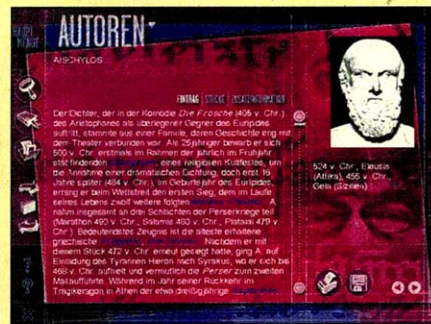 HAUPT
MENUE
AUTOREN
AISCHYLOS
EINTRAG | STÜCKE | ZUSATZINFORMATION
Der Dichter, der in der Komödie Die Frösche (405 v. Chr.)
des Aristophanes als überlegener Gegner des Euripides
auftritt, stammte aus einer Familie, deren Geschichte eng mit
dem Theater verbunden war. Als 25jähriger bewarb er sich
500 v. Chr. erstmals im Rahmen der jährlich im Frühjahr
stattfindenden eines religiösen Kultfestes, um
die Annahme einer dramatischen Dichtung, doch erst 16
Jahre später (484 v. Chr.), im Geburtsjahr des Euripides,
errang er beim Wettstreit den ersten Sieg, dem im Laufe
seines Lebens zwölf weitere folgten A.
nahm insgesamt an drei Schlachten der Perserkriege teil
(Marathon 490 v. Chr., Salamis 480 v. Chr., Plataiai 479 v.
Chr.). Bedeutendstes Zeugnis ist die älteste erhaltene
griechische Nachdem er mit
diesem Stück 472 v. Chr. erneut gesiegt hatte, ging A. auf
Einladung des Tyrannen Hieron nach Syrakus, wo er sich bis
468 v. Chr. aufhielt und vermutlich die Perser zum zweiten
Mal aufführte. Während im Jahr seiner Rückkehr im
Tragikeragon in Athen der etwa dreißigjährige
524 v. Chr., Eleusis
(Attika), 456 v. Chr.,
Gela (Sizilien)